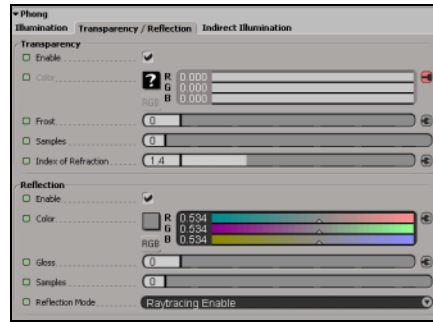 Phong
Illumination Transparency / Reflection Indirect Illumination
Transparency
Enable
Color R 0.000
G 0.000
RGB B 0.000
Frost 0
Samples 0
Index of Refraction 1.4
Reflection
Enable
Color R 0.534
G 0.534
RGB B 0.534
Gloss 0
Samples 0
Reflection Mode Raytracing Enable